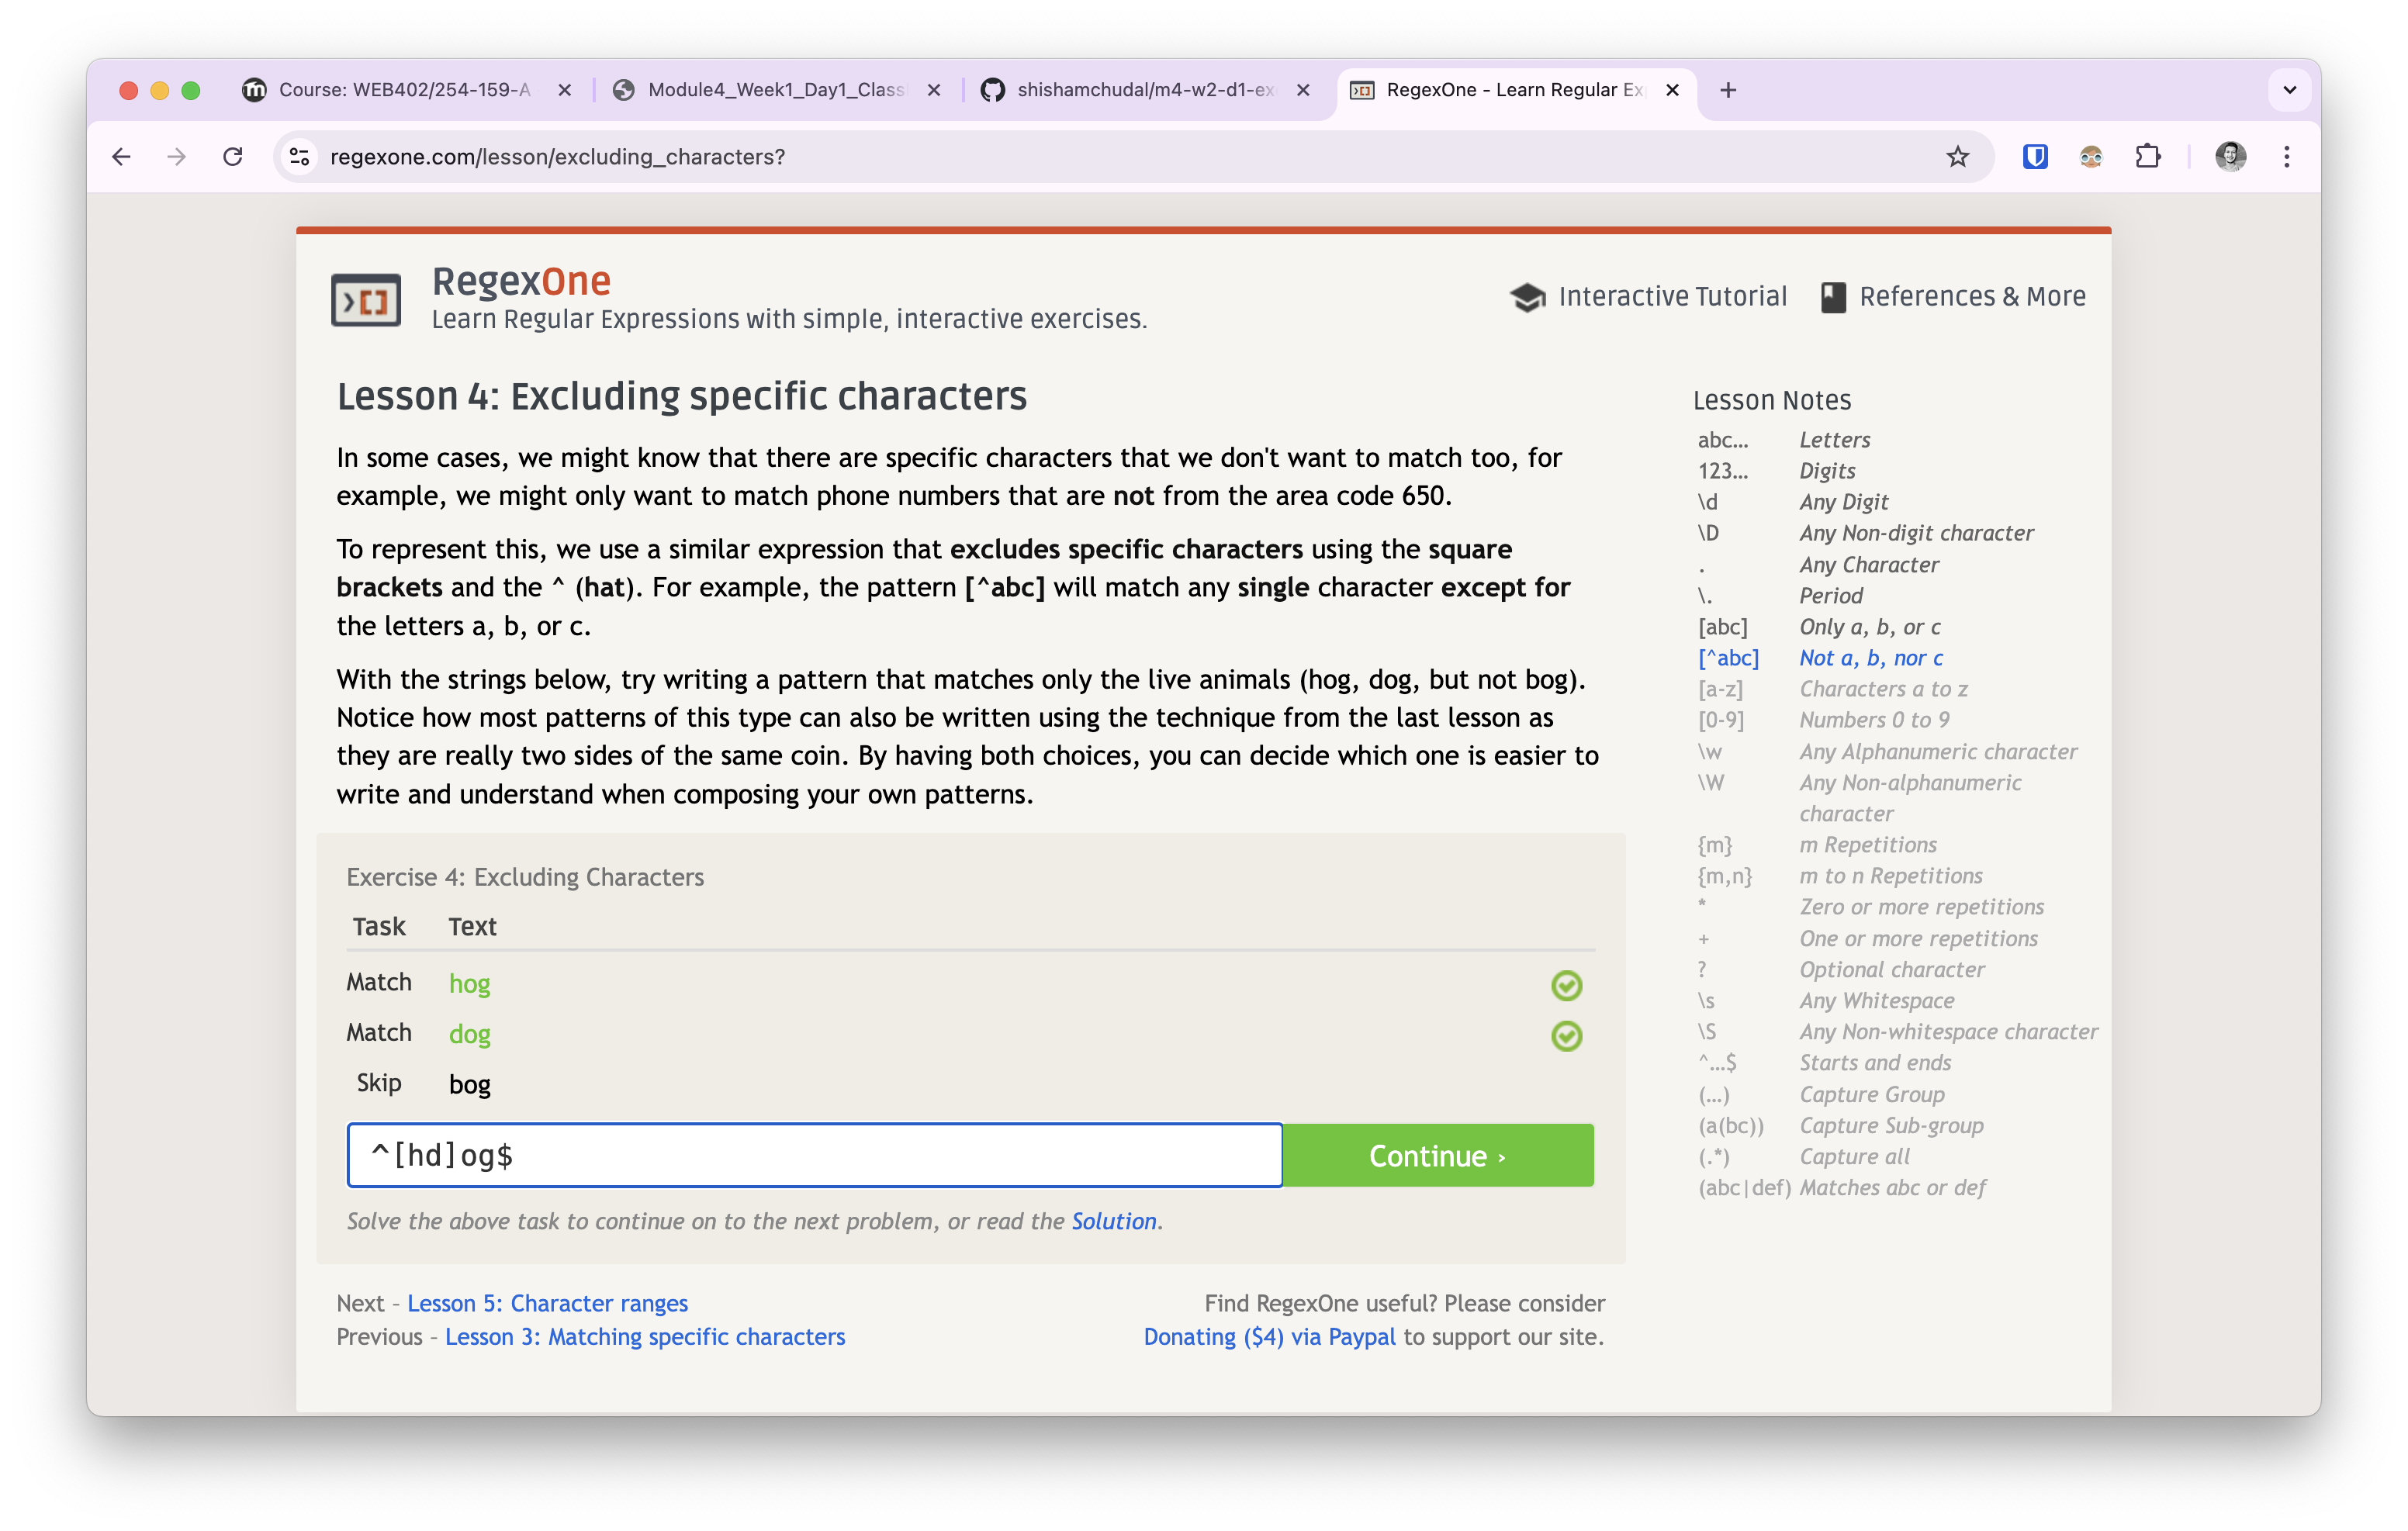 Course: WEB402/254-159-A
Module4_Week1_Day1_Class
shishamchudal/m4-w2-d1-ex
RegexOne - Learn Regular Ex
regexone.com/lesson/excluding_characters?
RegexOne
Learn Regular Expressions with simple, interactive exercises.
Interactive Tutorial
References & More
Lesson 4: Excluding specific characters
In some cases, we might know that there are specific characters that we don't want to match too, for
example, we might only want to match phone numbers that are not from the area code 650.
To represent this, we use a similar expression that excludes specific characters using the square
brackets and the ^ (hat). For example, the pattern [^abc] will match any single character except for
the letters a, b, or c.
With the strings below, try writing a pattern that matches only the live animals (hog, dog, but not bog).
Notice how most patterns of this type can also be written using the technique from the last lesson as
they are really two sides of the same coin. By having both choices, you can decide which one is easier to
write and understand when composing your own patterns.
Exercise 4: Excluding Characters
Task Text
Match hog
Match dog
Skip bog
^[hd]og$
Continue ›
Solve the above task to continue on to the next problem, or read the Solution.
Next – Lesson 5: Character ranges
Previous – Lesson 3: Matching specific characters
Find RegexOne useful? Please consider
Donating ($4) via Paypal to support our site.
Lesson Notes
abc… Letters
123… Digits
\d Any Digit
\D Any Non-digit character
. Any Character
\. Period
[abc] Only a, b, or c
[^abc] Not a, b, nor c
[a-z] Characters a to z
[0-9] Numbers 0 to 9
\w Any Alphanumeric character
\W Any Non-alphanumeric
character
{m} m Repetitions
{m,n} m to n Repetitions
* Zero or more repetitions
+ One or more repetitions
? Optional character
\s Any Whitespace
\S Any Non-whitespace character
^…$ Starts and ends
(…) Capture Group
(a(bc)) Capture Sub-group
(.*) Capture all
(abc|def) Matches abc or def